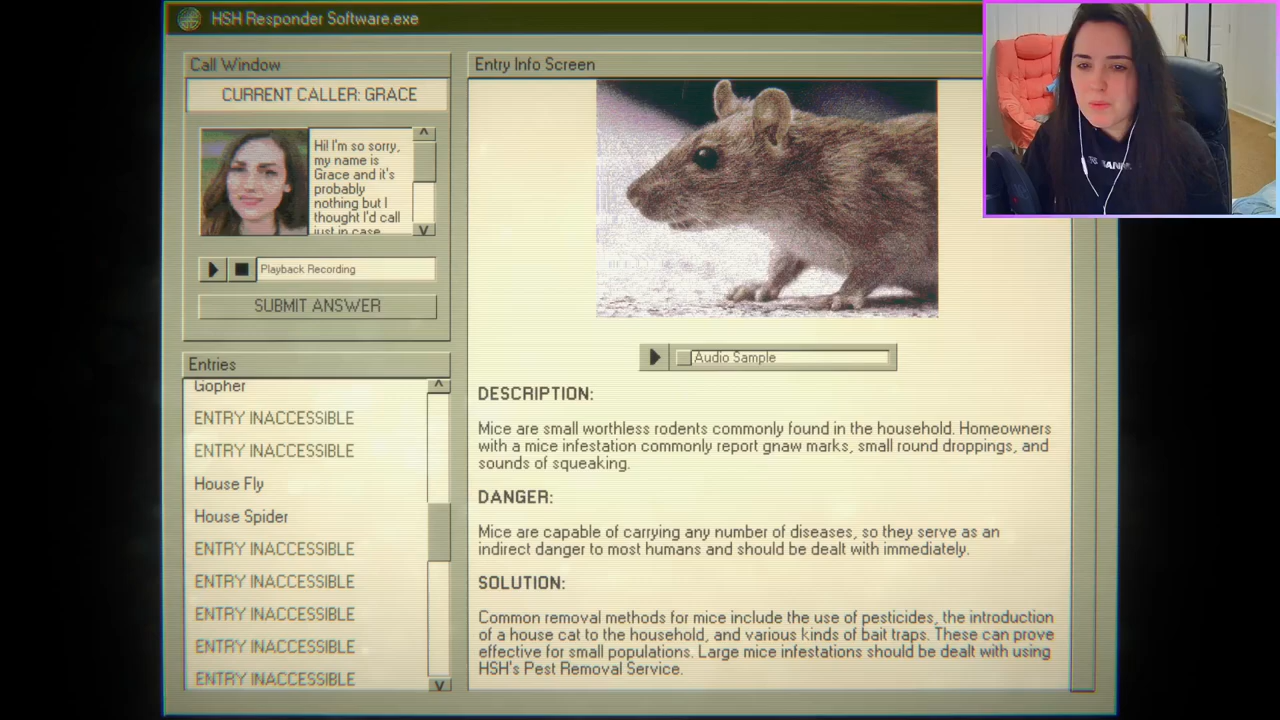 HSH Responder Software.exe
Call Window
CURRENT CALLER: GRACE
Hi! I'm so sorry,
my name is
Grace and it's
probably
nothing but I
thought I'd call
just in case
Playback Recording
SUBMIT ANSWER
Entries
Gopher
ENTRY INACCESSIBLE
ENTRY INACCESSIBLE
House Fly
House Spider
ENTRY INACCESSIBLE
ENTRY INACCESSIBLE
ENTRY INACCESSIBLE
ENTRY INACCESSIBLE
ENTRY INACCESSIBLE
Entry Info Screen
Audio Sample
DESCRIPTION:
Mice are small worthless rodents commonly found in the household. Homeowners
with a mice infestation commonly report gnaw marks, small round droppings, and
sounds of squeaking.
DANGER:
Mice are capable of carrying any number of diseases, so they serve as an
indirect danger to most humans and should be dealt with immediately.
SOLUTION:
Common removal methods for mice include the use of pesticides, the introduction
of a house cat to the household, and various kinds of bait traps. These can prove
effective for small populations. Large mice infestations should be dealt with using
HSH's Pest Removal Service.